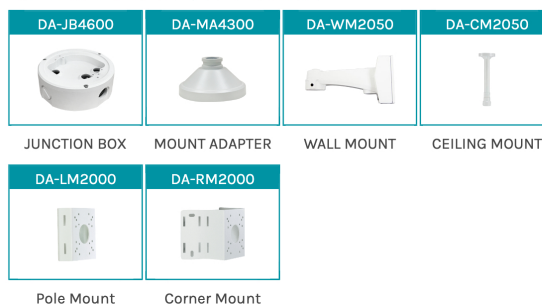 DA-JB4600 DA-MA4300 DA-WM2050 DA-CM2050
JUNCTION BOX MOUNT ADAPTER WALL MOUNT CEILING MOUNT
DA-LM2000 DA-RM2000
Pole Mount Corner Mount